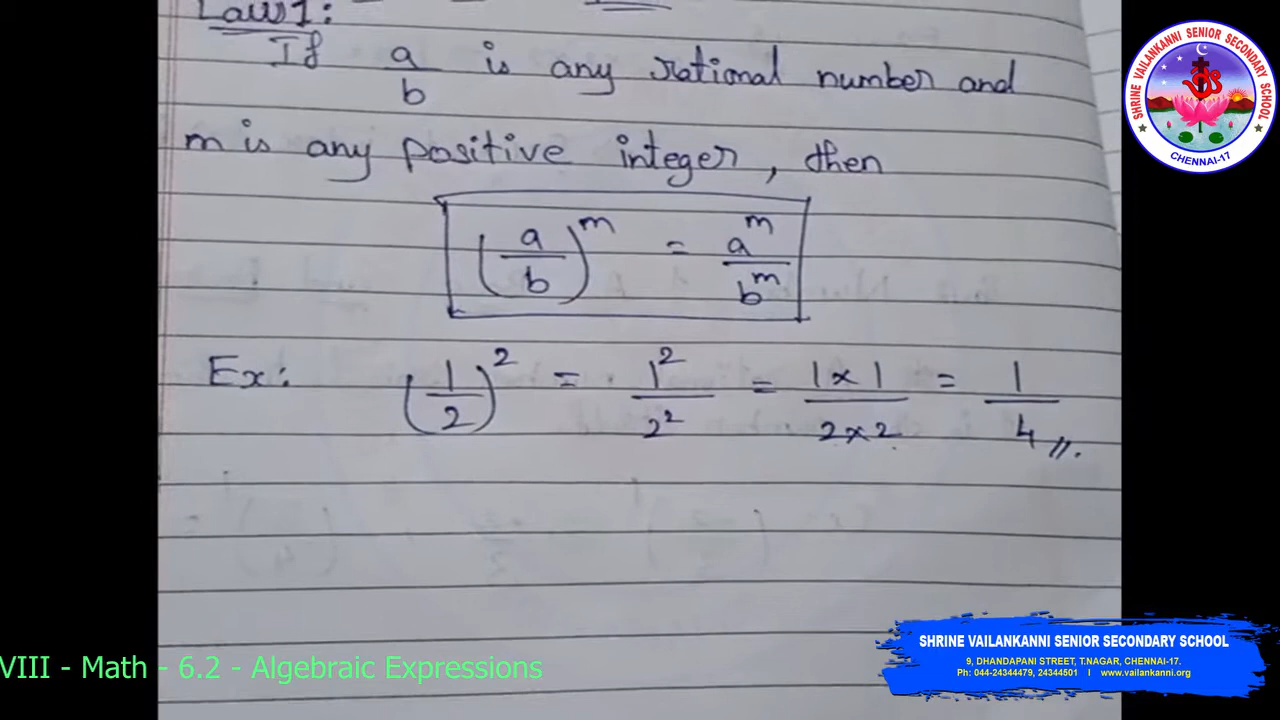 Law 1:
If a/b is any rational number and
m is any positive integer, then
(a/b)^m = a^m/b^m
Ex: (1/2)^2 = 1^2/2^2 = 1×1/2×2 = 1/4 //.
SHRINE VAILANKANNI SENIOR SECONDARY SCHOOL
CHENNAI-17
VIII - Math - 6.2 - Algebraic Expressions
SHRINE VAILANKANNI SENIOR SECONDARY SCHOOL
9, DHANDAPANI STREET, T.NAGAR, CHENNAI-17.
Ph: 044-24344479, 24344501 I www.vailankanni.org